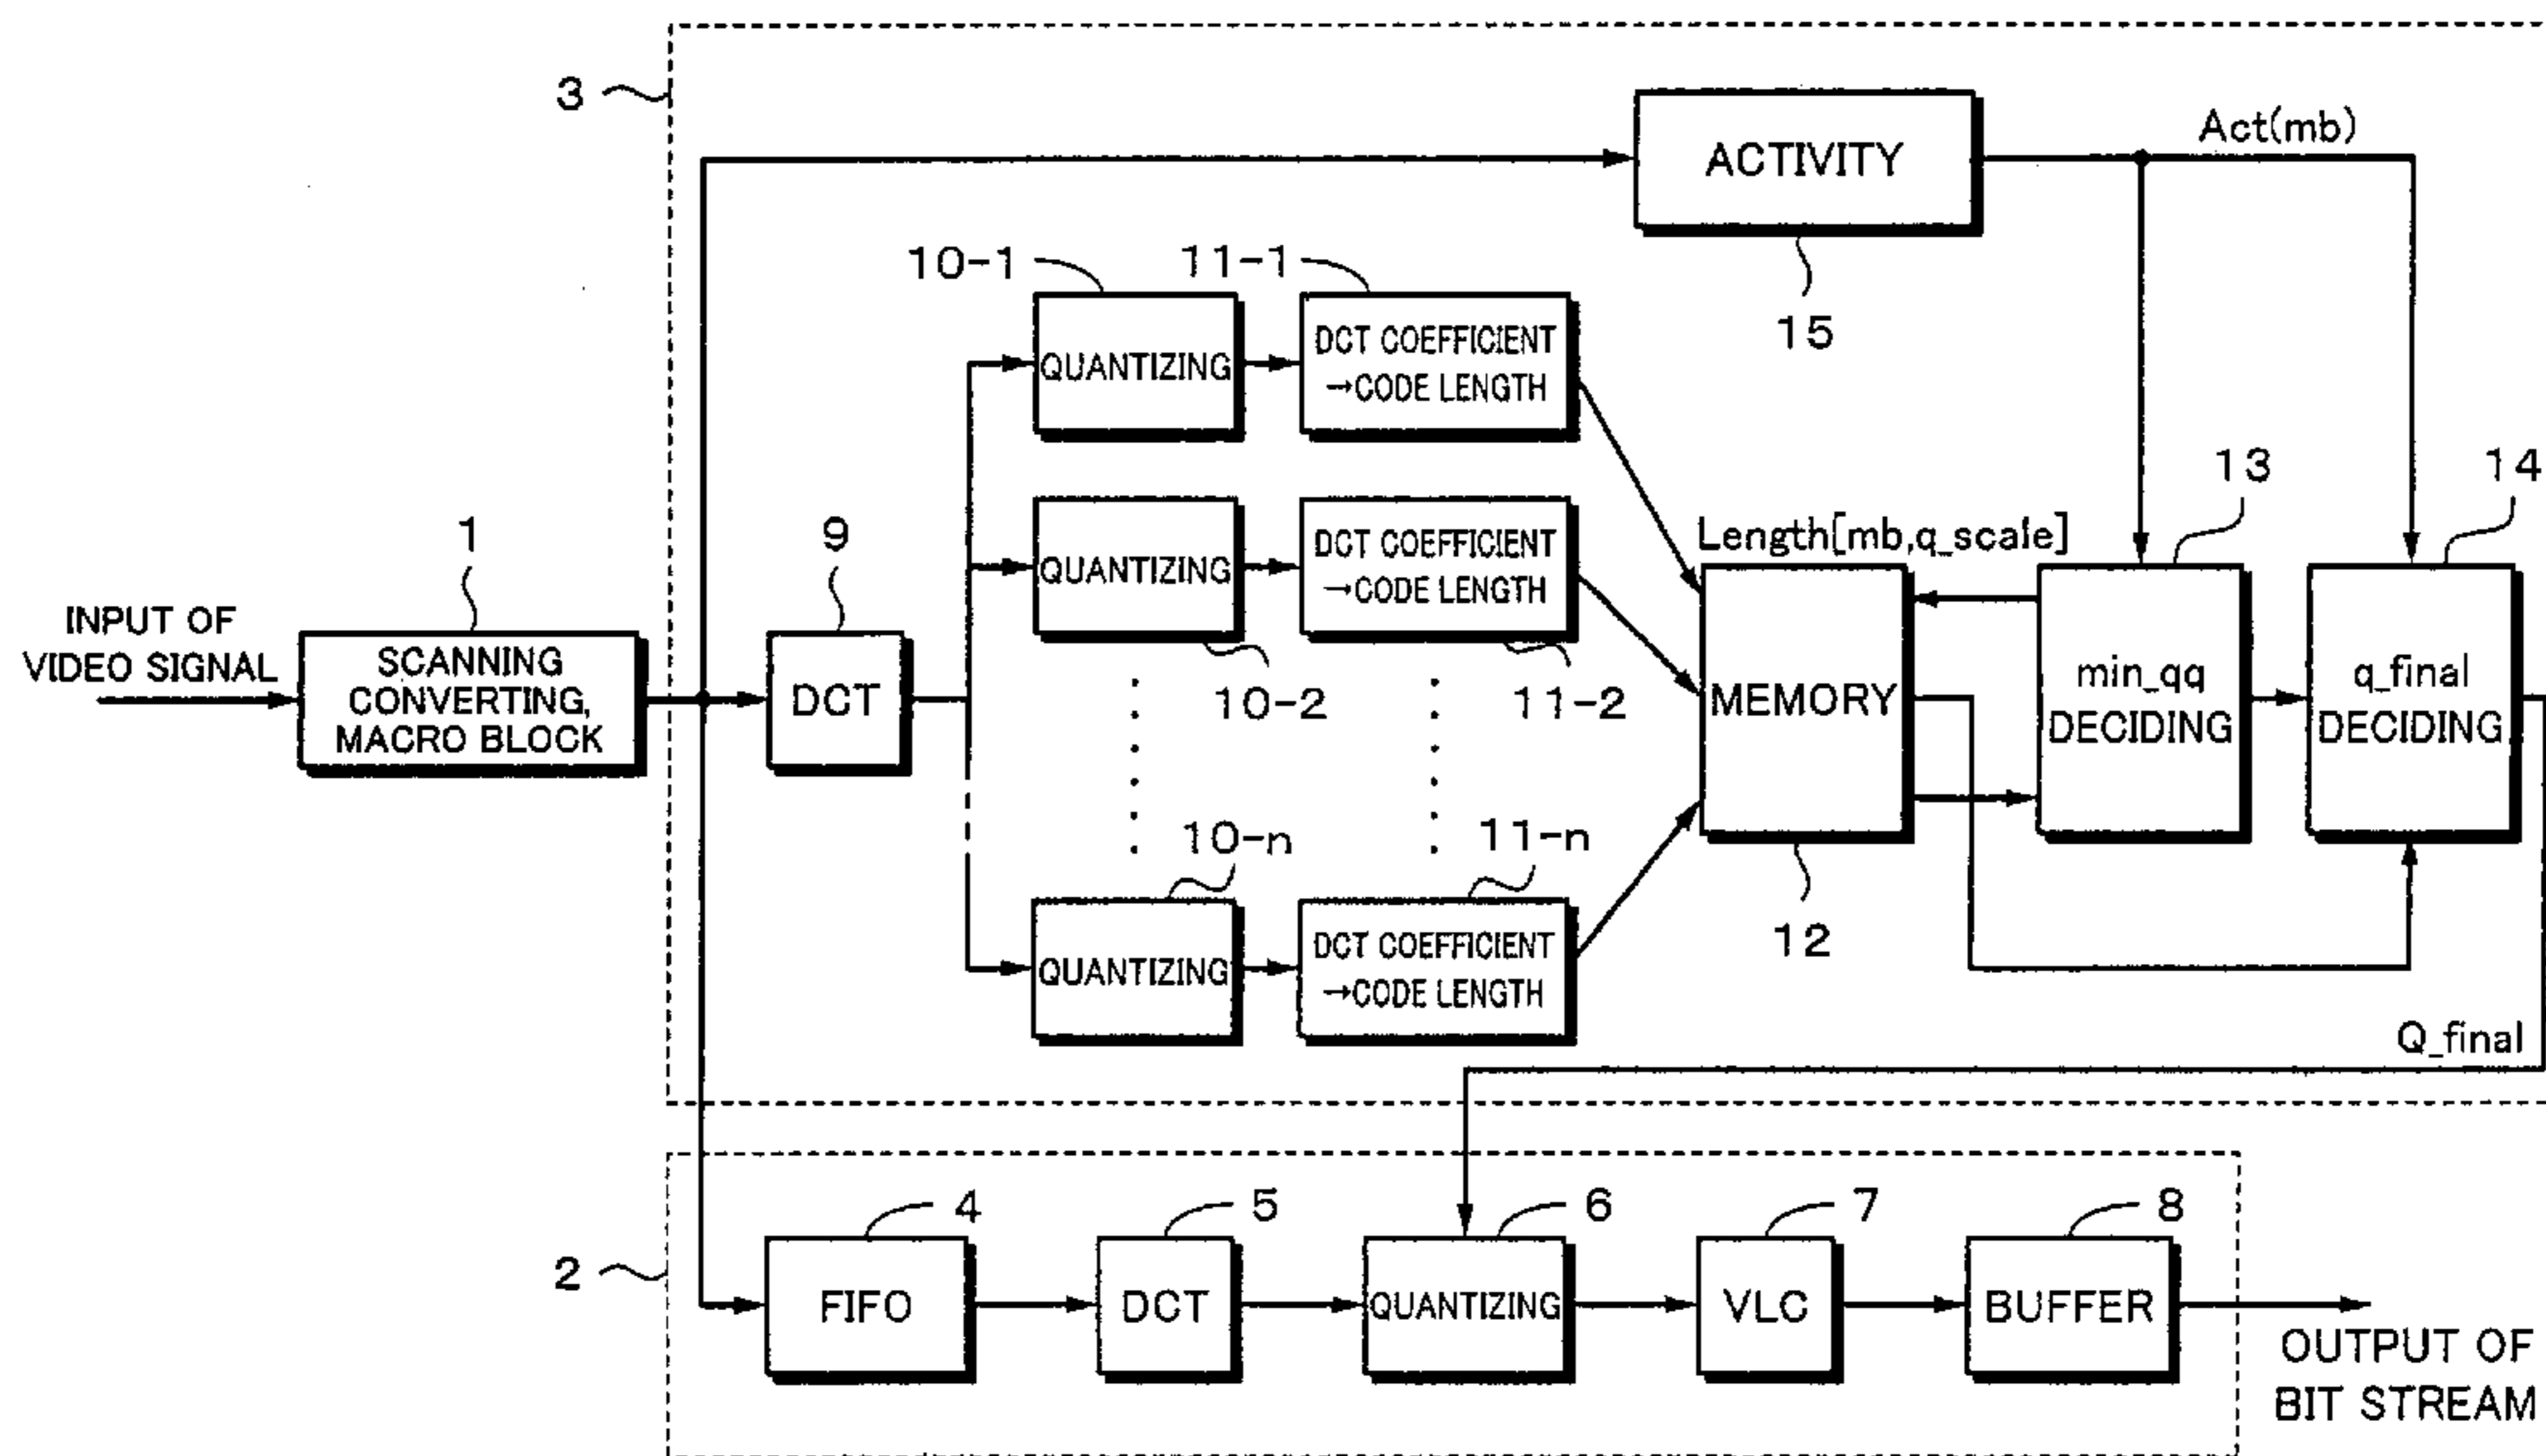 3
ACTIVITY
Act(mb)
15
10-1
11-1
QUANTIZING
DCT COEFFICIENT
→CODE LENGTH
13
14
1
9
QUANTIZING
DCT COEFFICIENT
→CODE LENGTH
Length[mb,q_scale]
INPUT OF
VIDEO SIGNAL
SCANNING
CONVERTING,
MACRO BLOCK
DCT
10-2
11-2
MEMORY
min_qq
DECIDING
q_final
DECIDING
10-n
11-n
12
QUANTIZING
DCT COEFFICIENT
→CODE LENGTH
Q_final
2
4
5
6
7
8
FIFO
DCT
QUANTIZING
VLC
BUFFER
OUTPUT OF
BIT STREAM